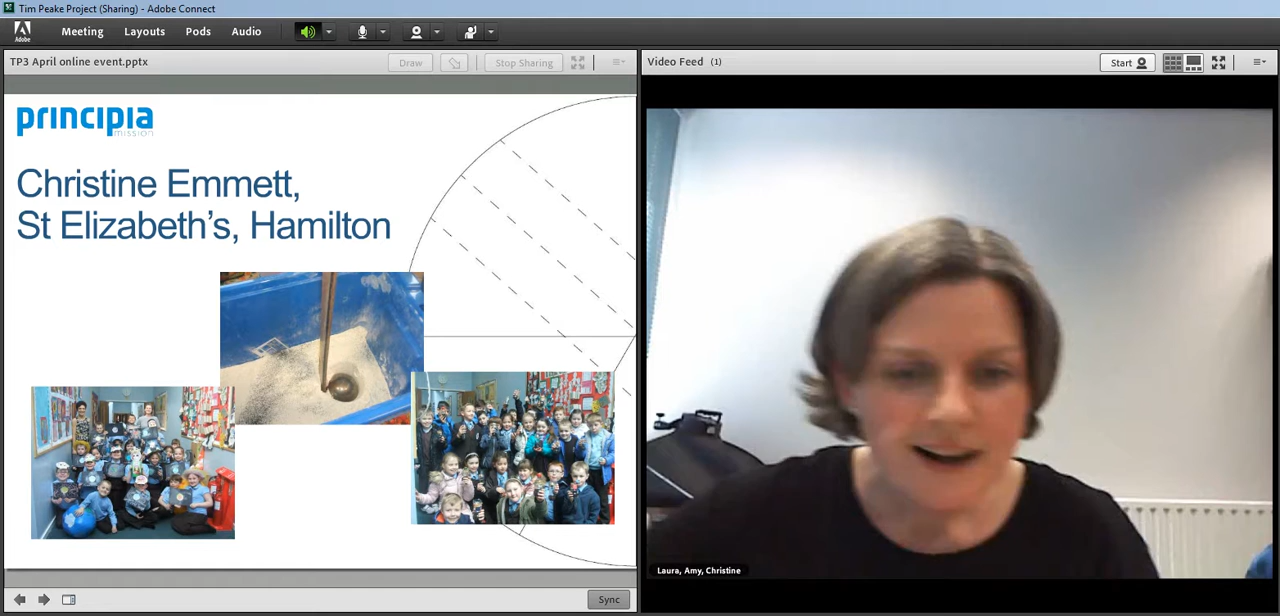 Tim Peake Project (Sharing) - Adobe Connect
Adobe
Meeting
Layouts
Pods
Audio
TP3 April online event.pptx
Draw
Stop Sharing
Video Feed (1)
Start
principia
mission
Christine Emmett,
St Elizabeth's, Hamilton
Laura, Amy, Christine
Sync